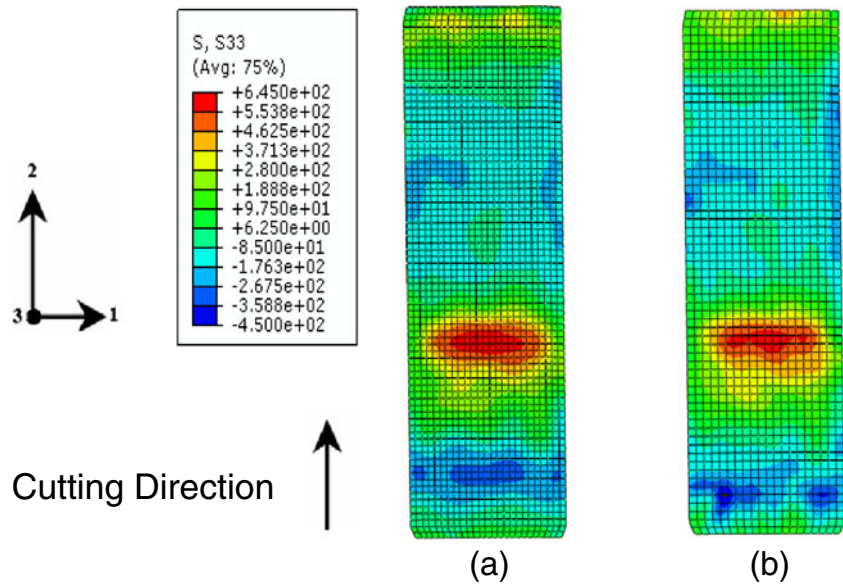 S, S33
(Avg: 75%)
+6.450e+02
+5.538e+02
+4.625e+02
+3.713e+02
+2.800e+02
+1.888e+02
+9.750e+01
+6.250e+00
-8.500e+01
-1.763e+02
-2.675e+02
-3.588e+02
-4.500e+02
2
3
1
Cutting Direction
(a)
(b)